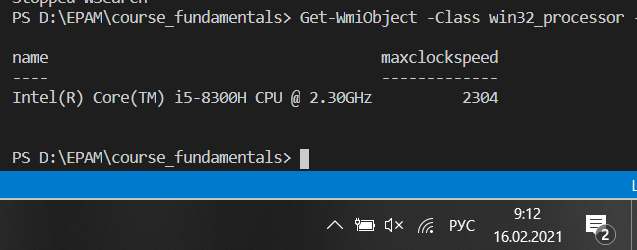 Stopped WSearch
PS D:\EPAM\course_fundamentals> Get-WmiObject -Class win32_processor -
name maxclockspeed
---- -------------
Intel(R) Core(TM) i5-8300H CPU @ 2.30GHz 2304
PS D:\EPAM\course_fundamentals>
L
РУС
9:12
16.02.2021
2